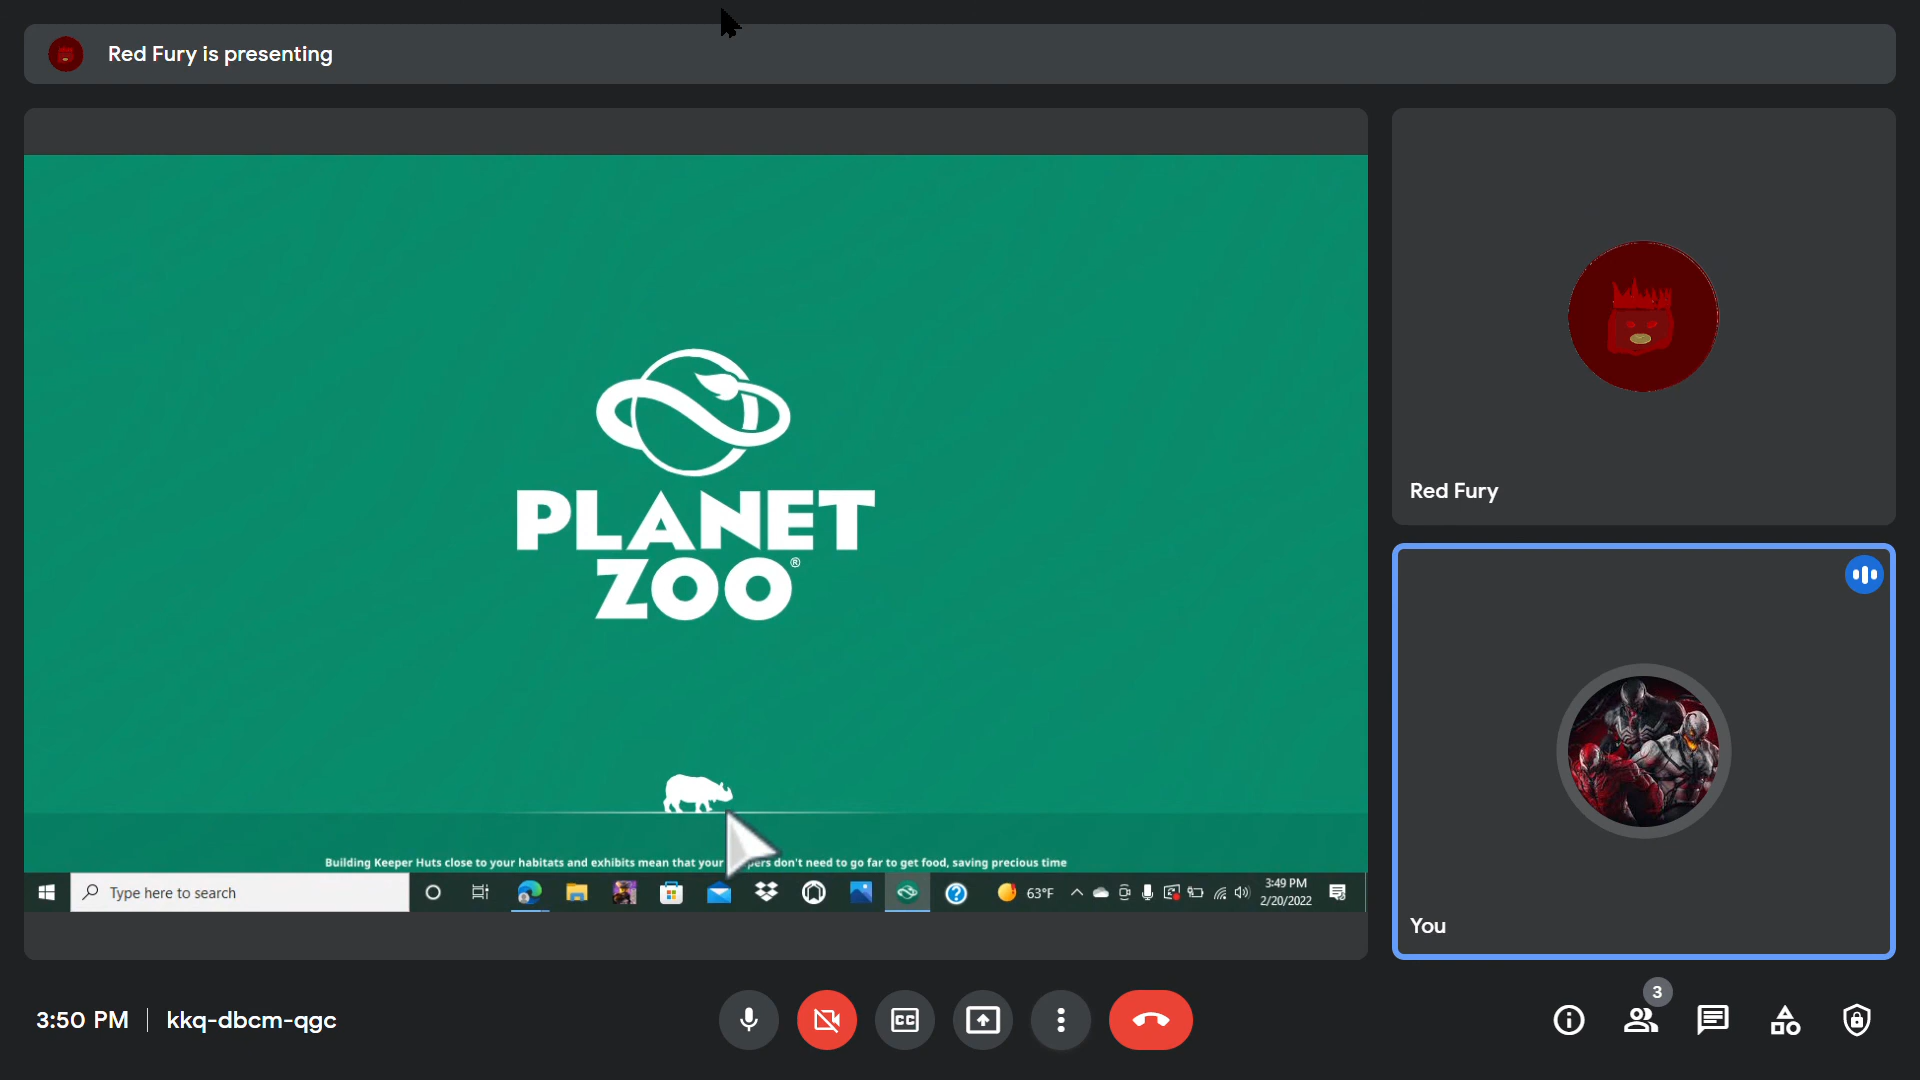 Red Fury is presenting
PLANET
ZOO®
Building Keeper Huts close to your habitats and exhibits mean that your pers don't need to go far to get food, saving precious time
Type here to search
63°F
3:49 PM
2/20/2022
Red Fury
You
3:50 PM
kkq-dbcm-qgc
CC
3